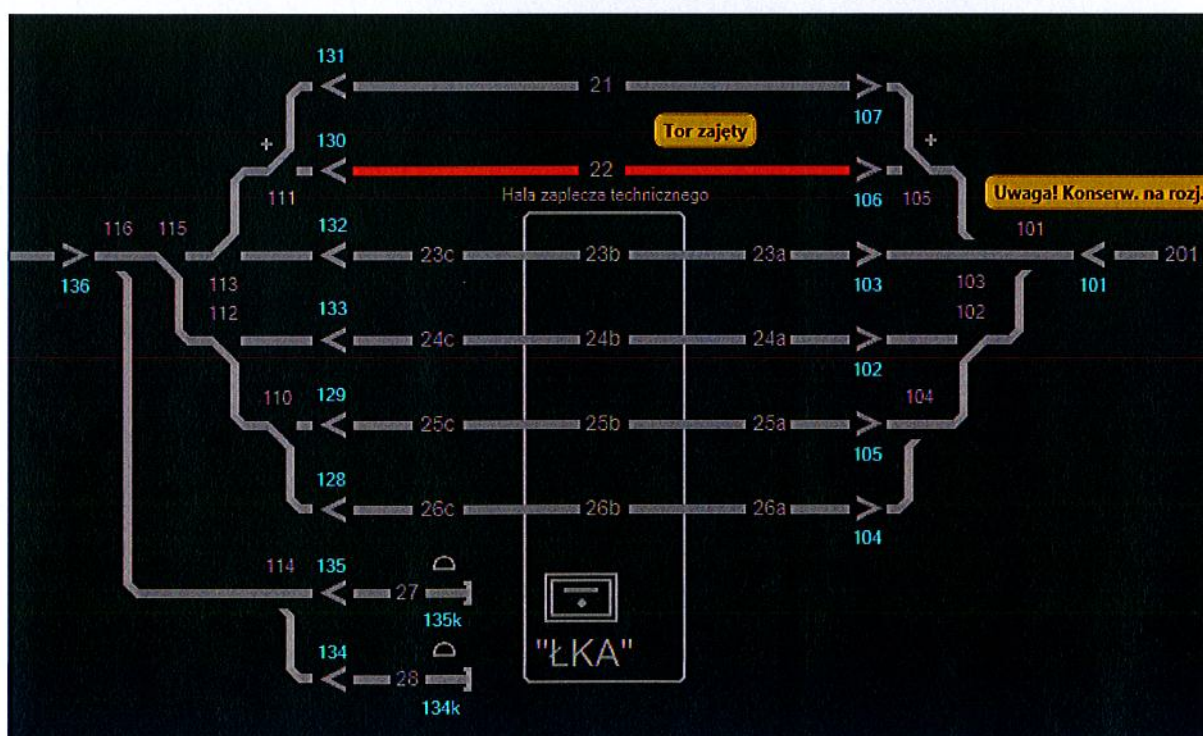 131
21
107
+
130
Tor zajęty
+
22
111
Hala zaplecza technicznego
106
105
Uwaga! Konserw. na rozj.
116
115
132
101
23c
23b
23a
201
136
113
103
103
101
112
133
102
24c
24b
24a
102
110
129
104
25c
25b
25a
105
128
26c
26b
26a
104
114
135
27
135k
134
"ŁKA"
28
134k